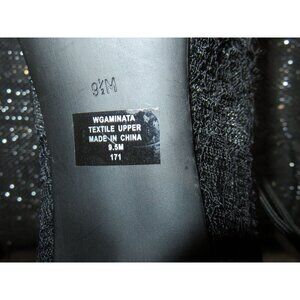 9½M
WGAMINATA
TEXTILE UPPER
MADE IN CHINA
9.5M
171